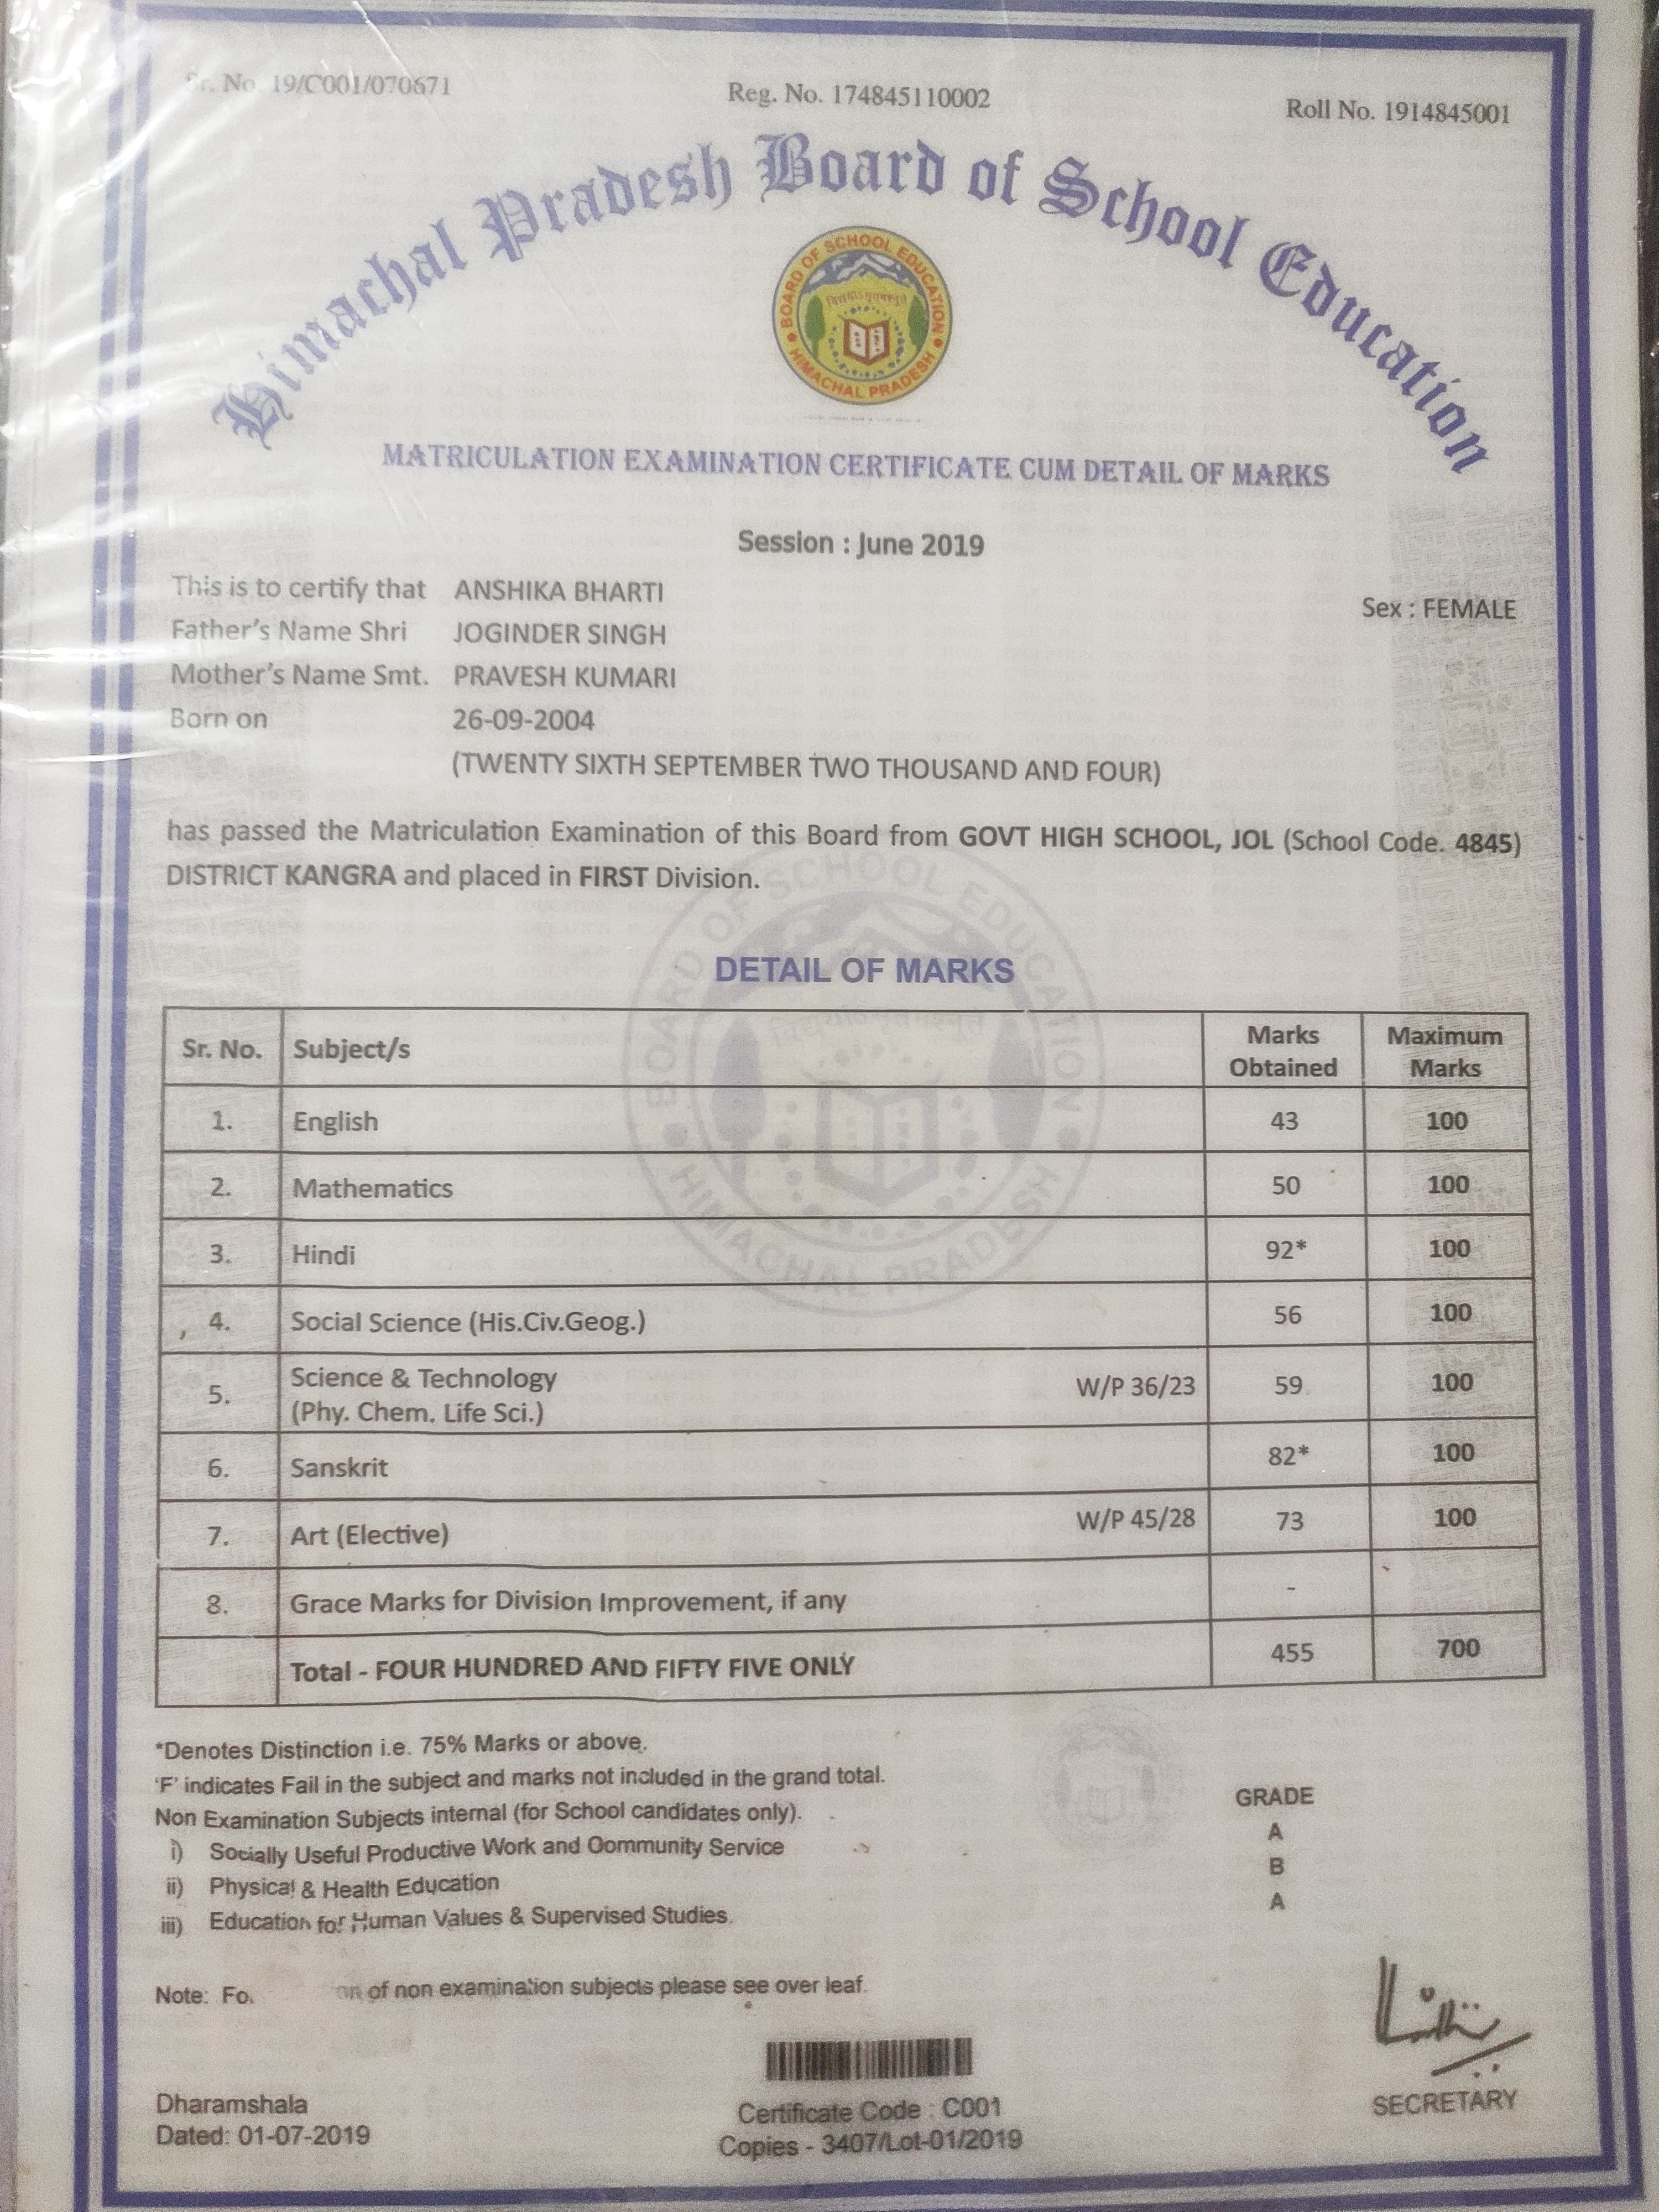 Sr. No. 19/C001/070671
Reg. No. 174845110002
Roll No. 1914845001
Himachal Pradesh Board of School Education
BOARD OF SCHOOL EDUCATION
HIMACHAL PRADESH
MATRICULATION EXAMINATION CERTIFICATE CUM DETAIL OF MARKS
Session : June 2019
This is to certify that ANSHIKA BHARTI
Sex : FEMALE
Father's Name Shri JOGINDER SINGH
Mother's Name Smt. PRAVESH KUMARI
Born on 26-09-2004
(TWENTY SIXTH SEPTEMBER TWO THOUSAND AND FOUR)
has passed the Matriculation Examination of this Board from GOVT HIGH SCHOOL, JOL (School Code. 4845)
DISTRICT KANGRA and placed in FIRST Division.
BOARD OF SCHOOL EDUCATION
HIMACHAL PRADESH
DETAIL OF MARKS
Sr. No. Subject/s Marks Obtained Maximum Marks
1. English 43 100
2. Mathematics 50 100
3. Hindi 92* 100
4. Social Science (His.Civ.Geog.) 56 100
5. Science & Technology W/P 36/23 59 100
(Phy. Chem. Life Sci.)
6. Sanskrit 82* 100
7. Art (Elective) W/P 45/28 73 100
8. Grace Marks for Division Improvement, if any -
Total - FOUR HUNDRED AND FIFTY FIVE ONLY 455 700
*Denotes Distinction i.e. 75% Marks or above.
'F' indicates Fail in the subject and marks not included in the grand total.
Non Examination Subjects internal (for School candidates only). GRADE
i) Socially Useful Productive Work and Community Service A
ii) Physical & Health Education B
iii) Education for Human Values & Supervised Studies. A
Note: of non examination subjects please see over leaf.
Dharamshala
Dated: 01-07-2019
Certificate Code : C001
Copies - 3407/Lot-01/2019
SECRETARY